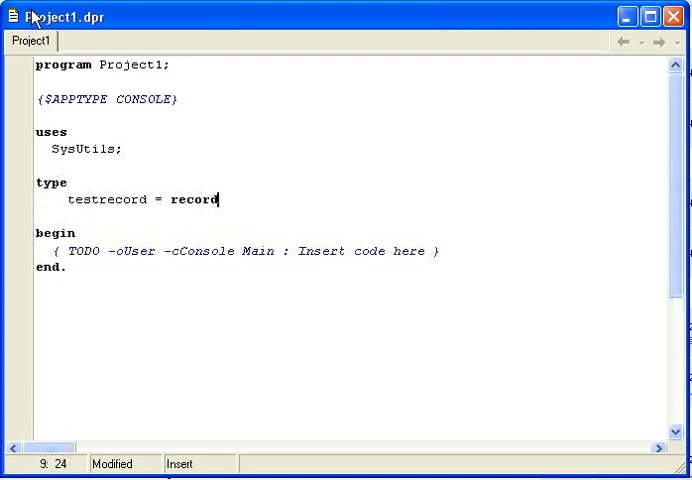 Project1.dpr
Project1
program Project1;
{$APPTYPE CONSOLE}
uses
SysUtils;
type
testrecord = record
begin
{ TODO -oUser -cConsole Main : Insert code here }
end.
9: 24 Modified Insert